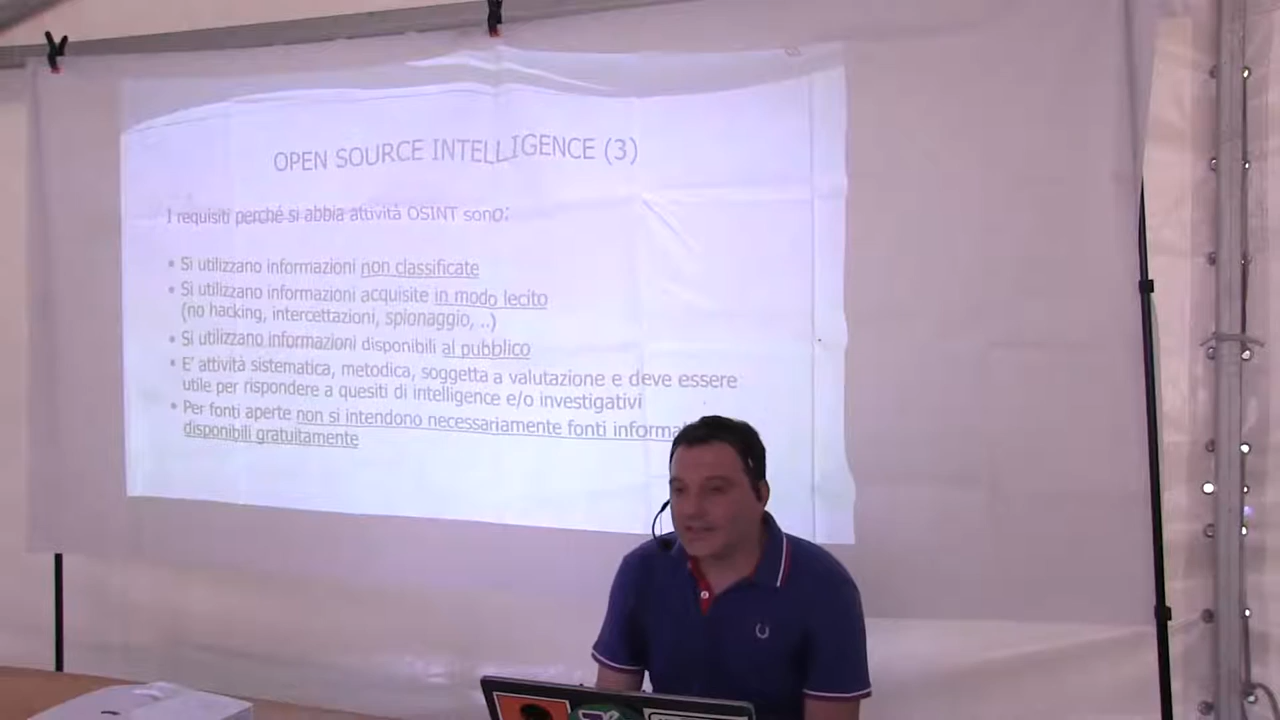 OPEN SOURCE INTELLIGENCE (3)
I requisiti perché si abbia attività OSINT sono:
* Si utilizzano informazioni non classificate
* Si utilizzano informazioni acquisite in modo lecito
(no hacking, intercettazioni, spionaggio, ..)
* Si utilizzano informazioni disponibili al pubblico
* E' attività sistematica, metodica, soggetta a valutazione e deve essere
utile per rispondere a quesiti di intelligence e/o investigativi
* Per fonti aperte non si intendono necessariamente fonti
disponibili gratuitamente